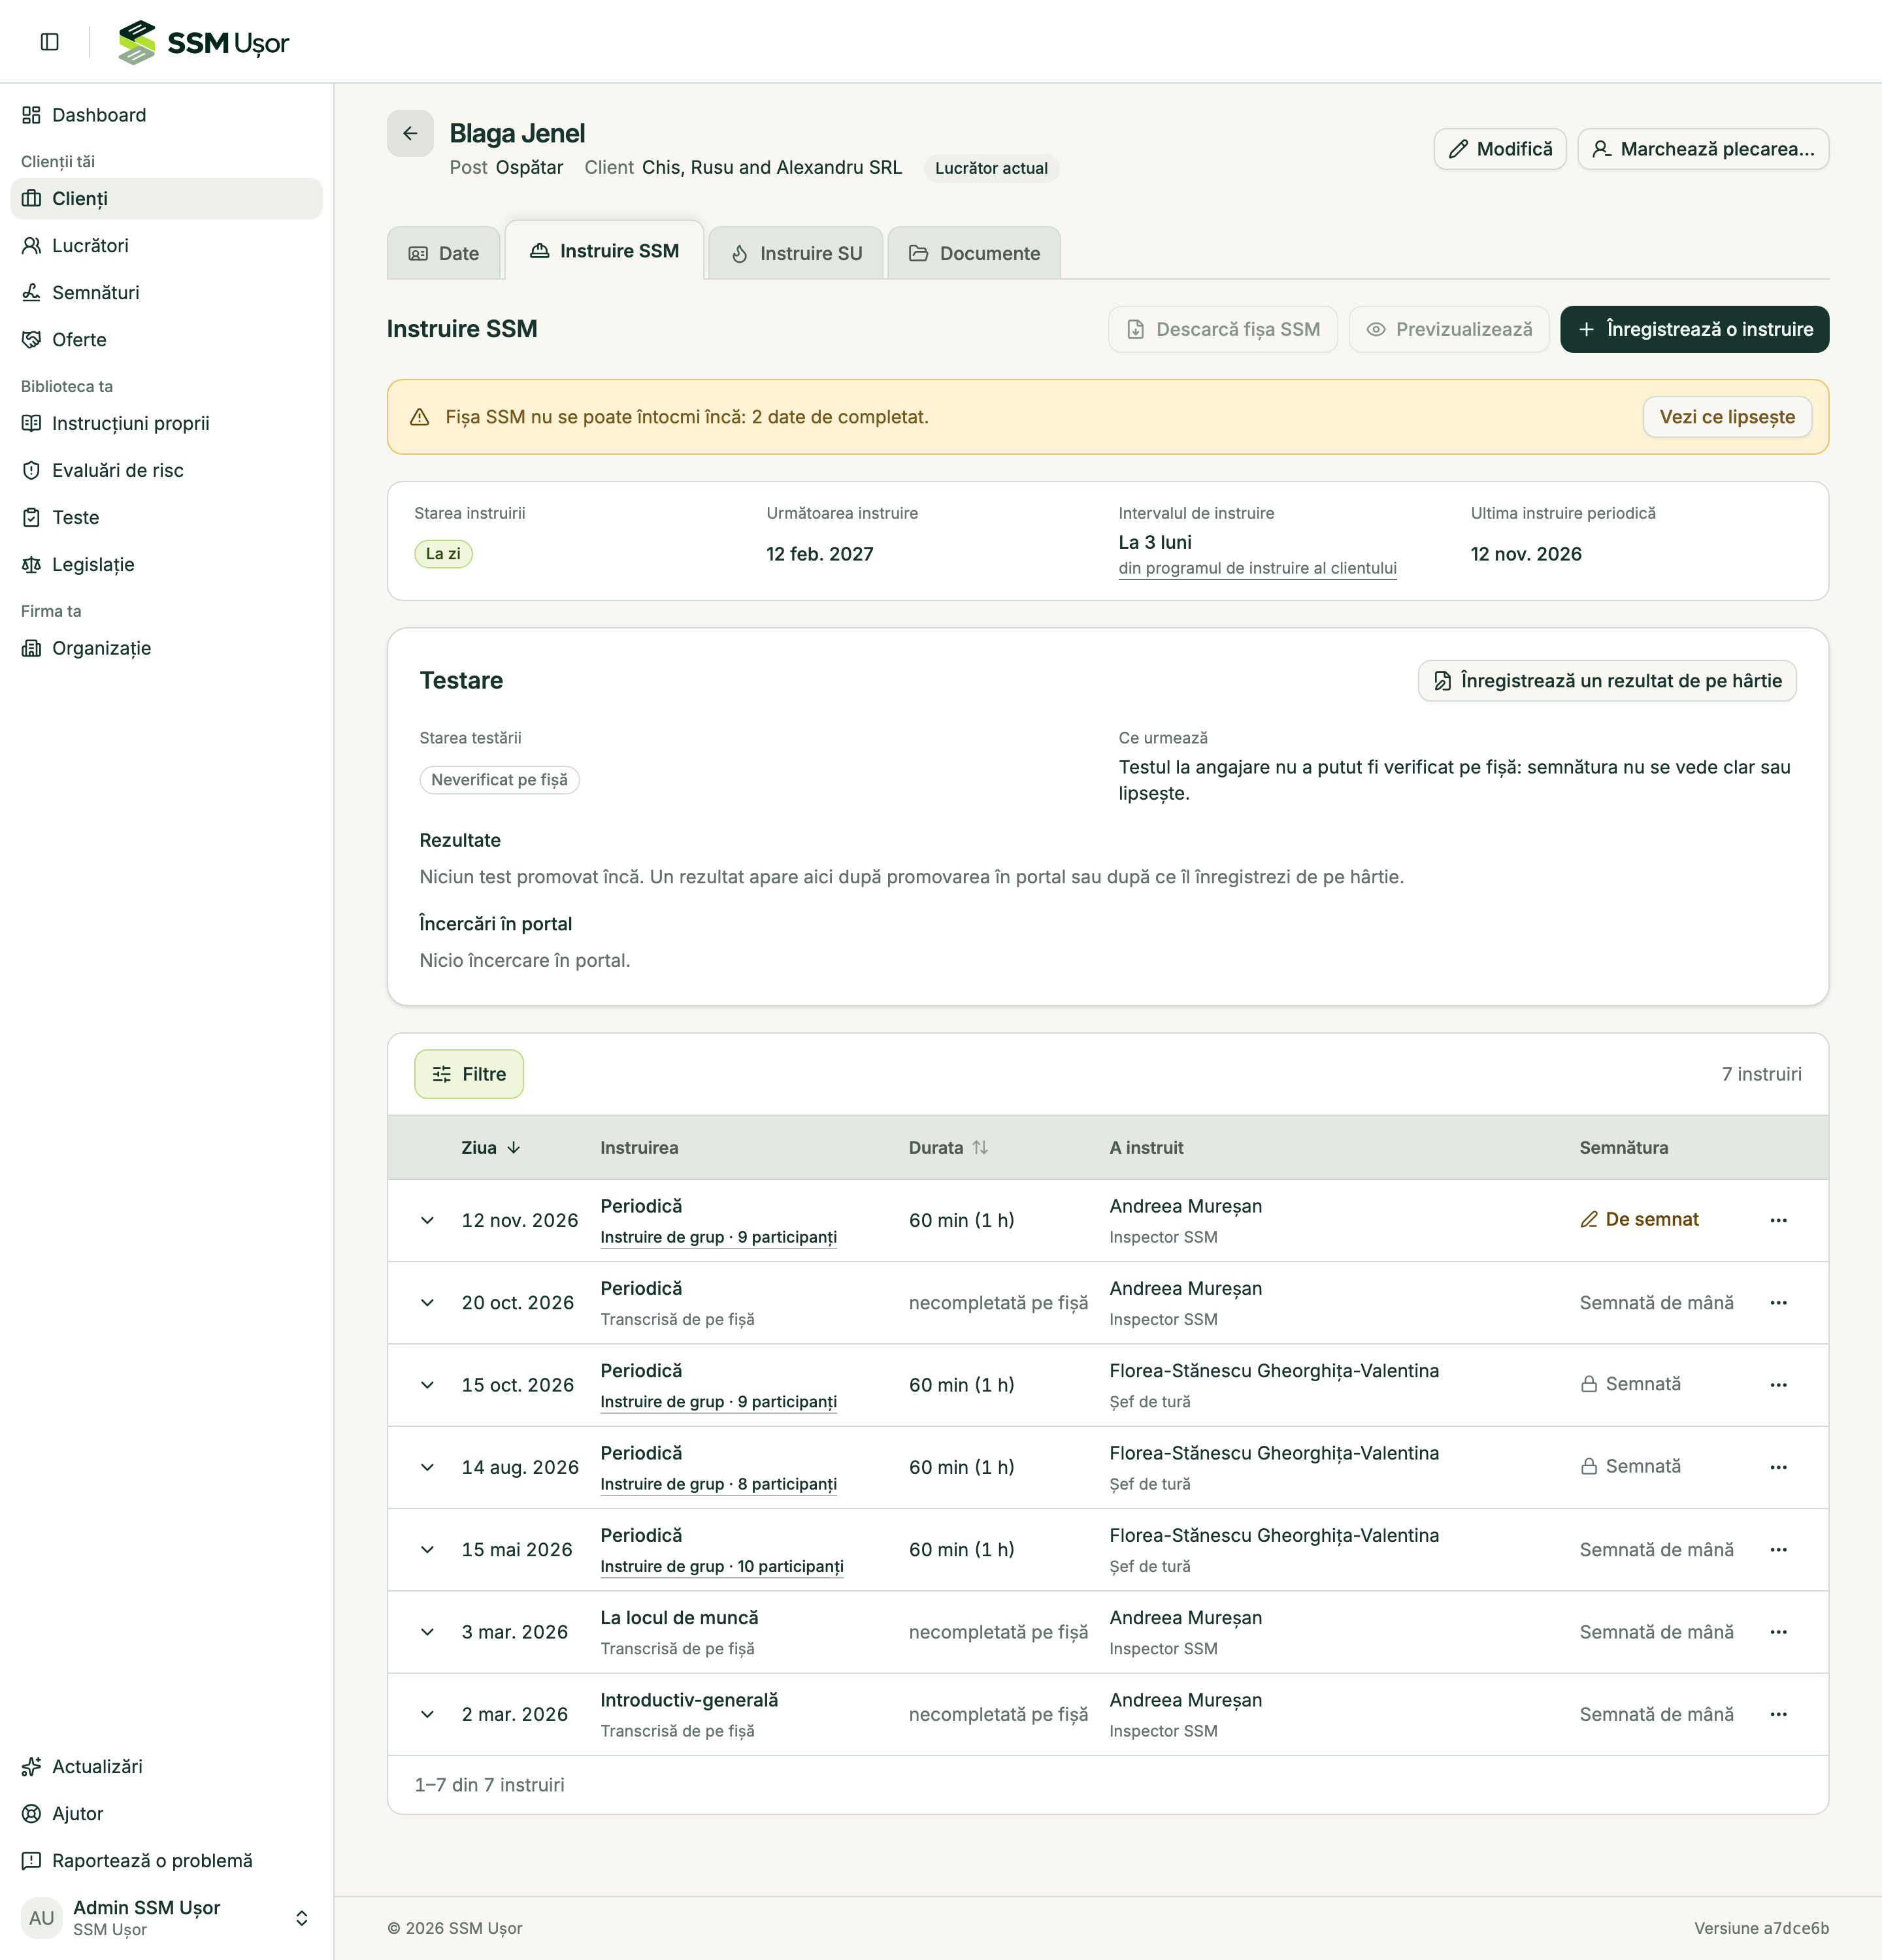 SSM Ușor
Dashboard
Clienții tăi
Clienți
Lucrători
Semnături
Oferte
Biblioteca ta
Instrucțiuni proprii
Evaluări de risc
Teste
Legislație
Firma ta
Organizație
Actualizări
Ajutor
Raportează o problemă
AU
Admin SSM Ușor
SSM Ușor
Blaga Jenel
Post Ospătar Client Chis, Rusu and Alexandru SRL Lucrător actual
Modifică
Marchează plecarea...
Date
Instruire SSM
Instruire SU
Documente
Instruire SSM
Descarcă fișa SSM
Previzualizează
Înregistrează o instruire
Fișa SSM nu se poate întocmi încă: 2 date de completat.
Vezi ce lipsește
Starea instruirii
La zi
Următoarea instruire
12 feb. 2027
Intervalul de instruire
La 3 luni
din programul de instruire al clientului
Ultima instruire periodică
12 nov. 2026
Testare
Înregistrează un rezultat de pe hârtie
Starea testării
Neverificat pe fișă
Ce urmează
Testul la angajare nu a putut fi verificat pe fișă: semnătura nu se vede clar sau
lipsește.
Rezultate
Niciun test promovat încă. Un rezultat apare aici după promovarea în portal sau după ce îl înregistrezi de pe hârtie.
Încercări în portal
Nicio încercare în portal.
Filtre
7 instruiri
Ziua Instruirea Durata A instruit Semnătura
12 nov. 2026 Periodică 60 min (1 h) Andreea Mureșan De semnat
Instruire de grup · 9 participanți Inspector SSM
20 oct. 2026 Periodică necompletată pe fișă Andreea Mureșan Semnată de mână
Transcrisă de pe fișă Inspector SSM
15 oct. 2026 Periodică 60 min (1 h) Florea-Stănescu Gheorghița-Valentina Semnată
Instruire de grup · 9 participanți Șef de tură
14 aug. 2026 Periodică 60 min (1 h) Florea-Stănescu Gheorghița-Valentina Semnată
Instruire de grup · 8 participanți Șef de tură
15 mai 2026 Periodică 60 min (1 h) Florea-Stănescu Gheorghița-Valentina Semnată de mână
Instruire de grup · 10 participanți Șef de tură
3 mar. 2026 La locul de muncă necompletată pe fișă Andreea Mureșan Semnată de mână
Transcrisă de pe fișă Inspector SSM
2 mar. 2026 Introductiv-generală necompletată pe fișă Andreea Mureșan Semnată de mână
Transcrisă de pe fișă Inspector SSM
1–7 din 7 instruiri
© 2026 SSM Ușor
Versiune a7dce6b